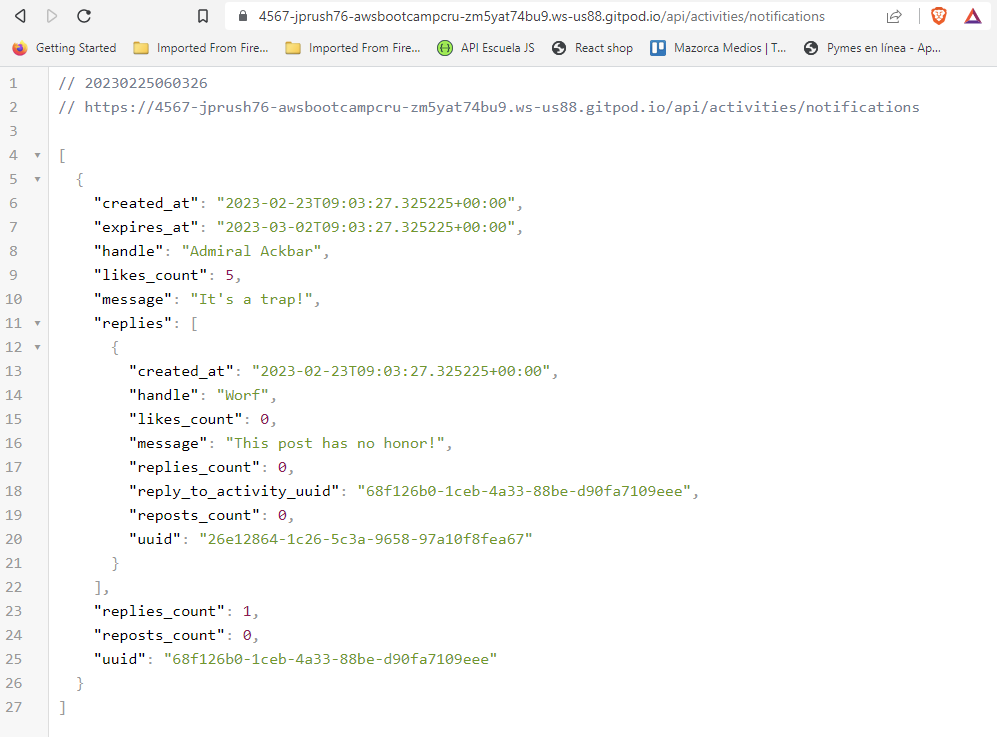 4567-jprush76-awsbootcampcru-zm5yat74bu9.ws-us88.gitpod.io/api/activities/notifications
Getting Started Imported From Fire... Imported From Fire... API Escuela JS React shop Mazorca Medios | T... Pymes en línea - Ap...
1 // 20230225060326
2 // https://4567-jprush76-awsbootcampcru-zm5yat74bu9.ws-us88.gitpod.io/api/activities/notifications
3
4 [
5 {
6 "created_at": "2023-02-23T09:03:27.325225+00:00",
7 "expires_at": "2023-03-02T09:03:27.325225+00:00",
8 "handle": "Admiral Ackbar",
9 "likes_count": 5,
10 "message": "It's a trap!",
11 "replies": [
12 {
13 "created_at": "2023-02-23T09:03:27.325225+00:00",
14 "handle": "Worf",
15 "likes_count": 0,
16 "message": "This post has no honor!",
17 "replies_count": 0,
18 "reply_to_activity_uuid": "68f126b0-1ceb-4a33-88be-d90fa7109eee",
19 "reposts_count": 0,
20 "uuid": "26e12864-1c26-5c3a-9658-97a10f8fea67"
21 }
22 ],
23 "replies_count": 1,
24 "reposts_count": 0,
25 "uuid": "68f126b0-1ceb-4a33-88be-d90fa7109eee"
26 }
27 ]